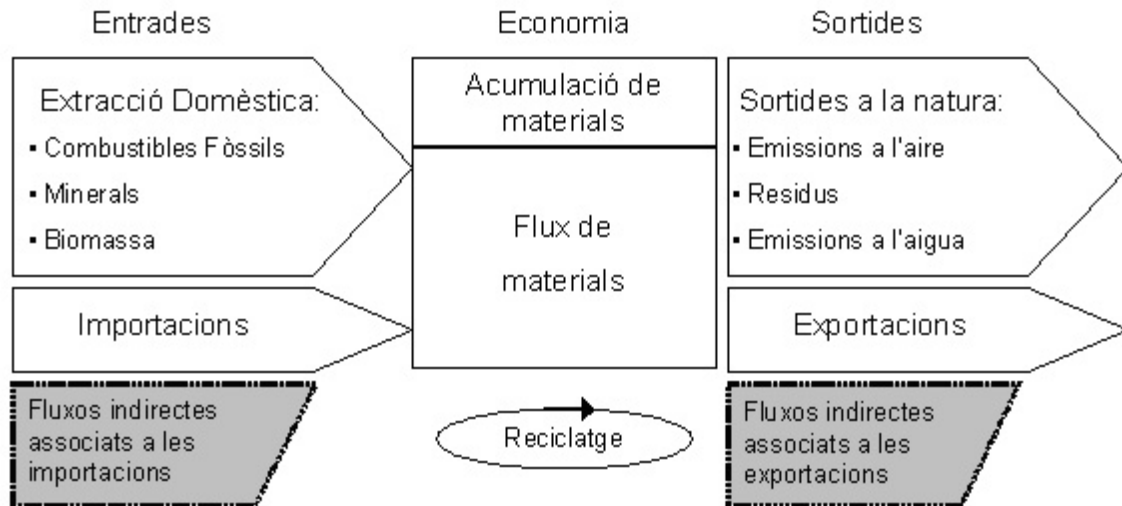 Entrades
Economia
Sortides
Extracció Domèstica:
▪ Combustibles Fòssils
▪ Minerals
▪ Biomassa
Importacions
Fluxos indirectes
associats a les
importacions
Acumulació de
materials
Flux de
materials
Reciclatge
Sortides a la natura:
▪ Emissions a l'aire
▪ Residus
▪ Emissions a l'aigua
Exportacions
Fluxos indirectes
associats a les
exportacions